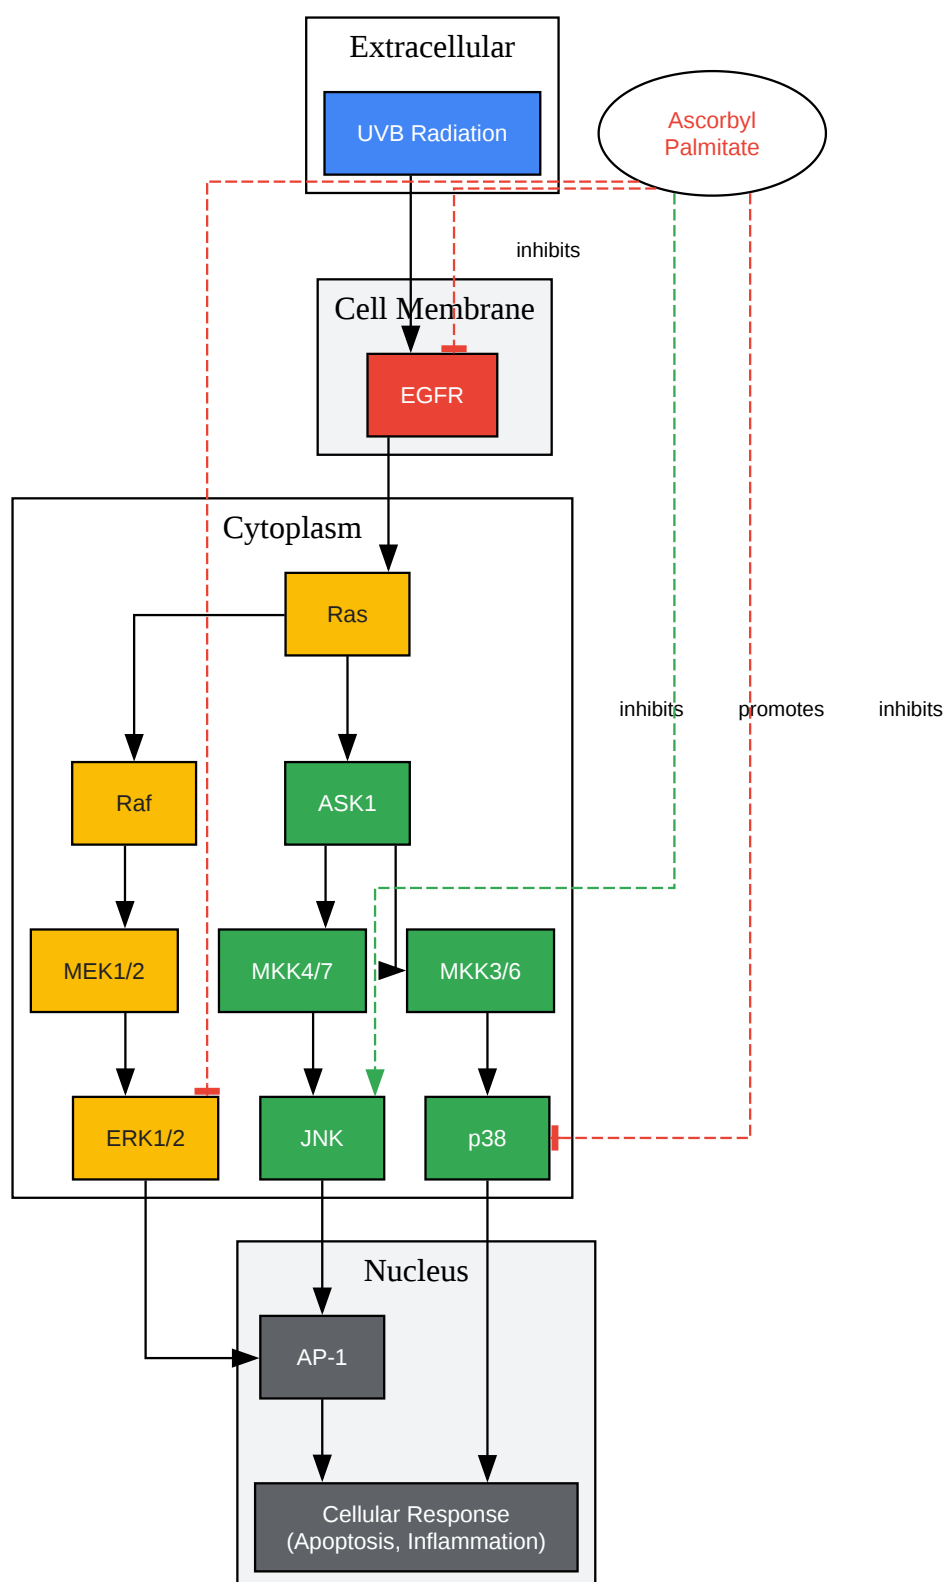 Extracellular
UVB Radiation
Ascorbyl
Palmitate
inhibits
Cell Membrane
EGFR
Cytoplasm
Ras
inhibits
promotes
inhibits
Raf
ASK1
MEK1/2
MKK4/7
MKK3/6
ERK1/2
JNK
p38
Nucleus
AP-1
Cellular Response
(Apoptosis, Inflammation)